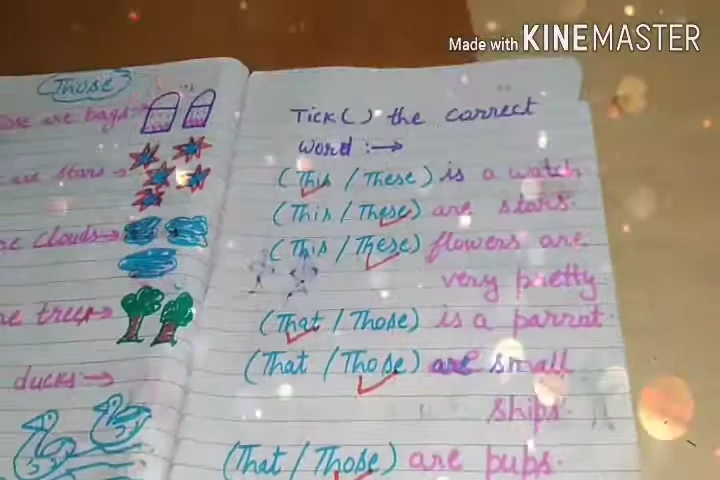 Made with KINEMASTER
Those
are bags
are stars
clouds→
trees→
ducks:→
Tick ( ) the correct
word :→
(This / These) is a watch
(This / These) are stars.
(This / These) flowers are
very pretty
(That / Those) is a parrot.
(That / Those) are small
ships.
(That / Those) are pups.